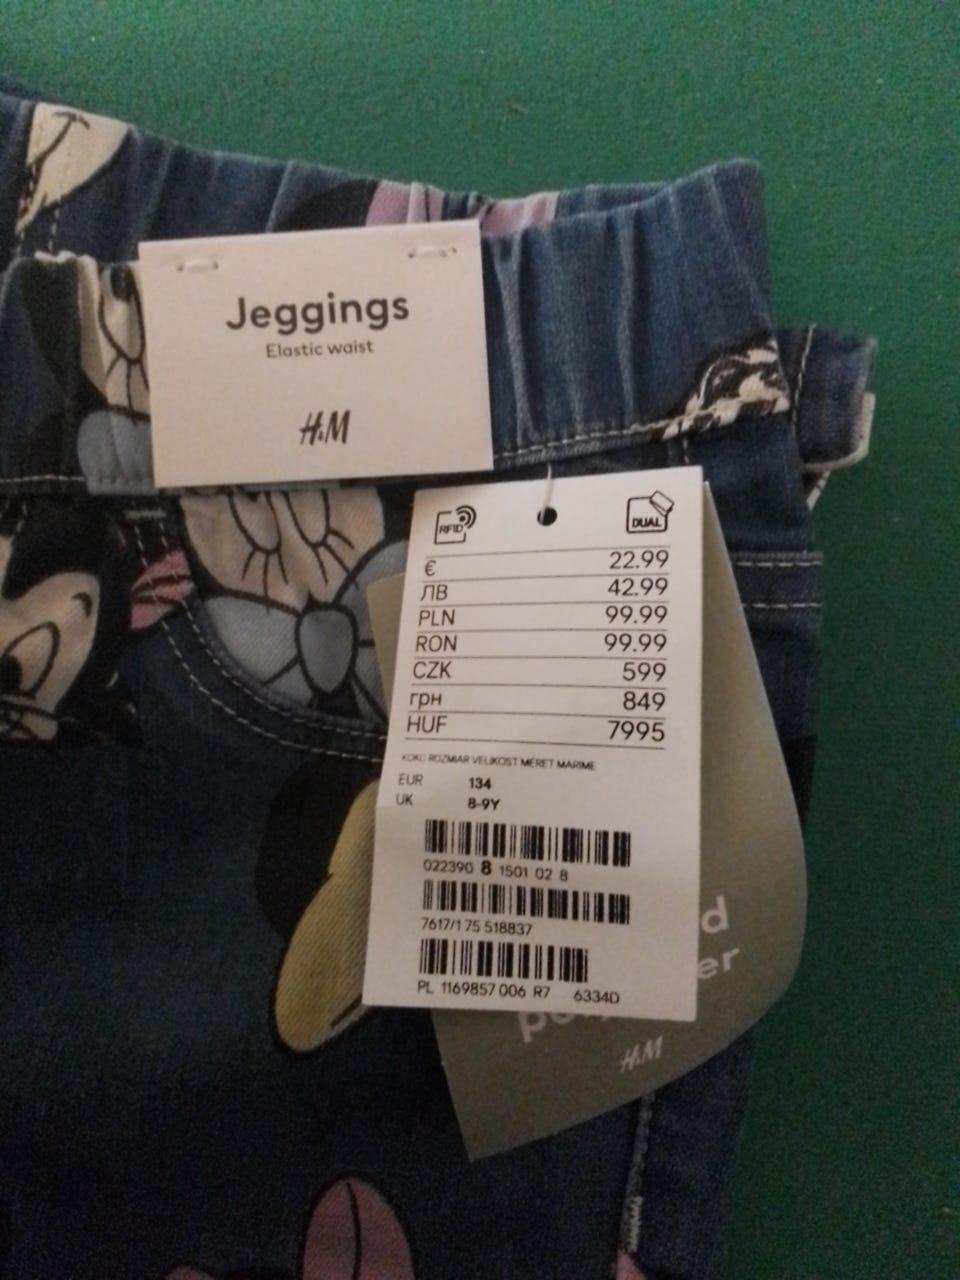 Jeggings
Elastic waist
H&M
RFID
DUAL
€ 22.99
ЛВ 42.99
PLN 99.99
RON 99.99
CZK 599
грн 849
HUF 7995
ROZMIAR VELIKOST MÉRET MARIME
EUR 134
UK 8-9Y
022390 8 1501 02 8
7617/1 75 518837
PL 1169857 006 R7 6334D
H&M